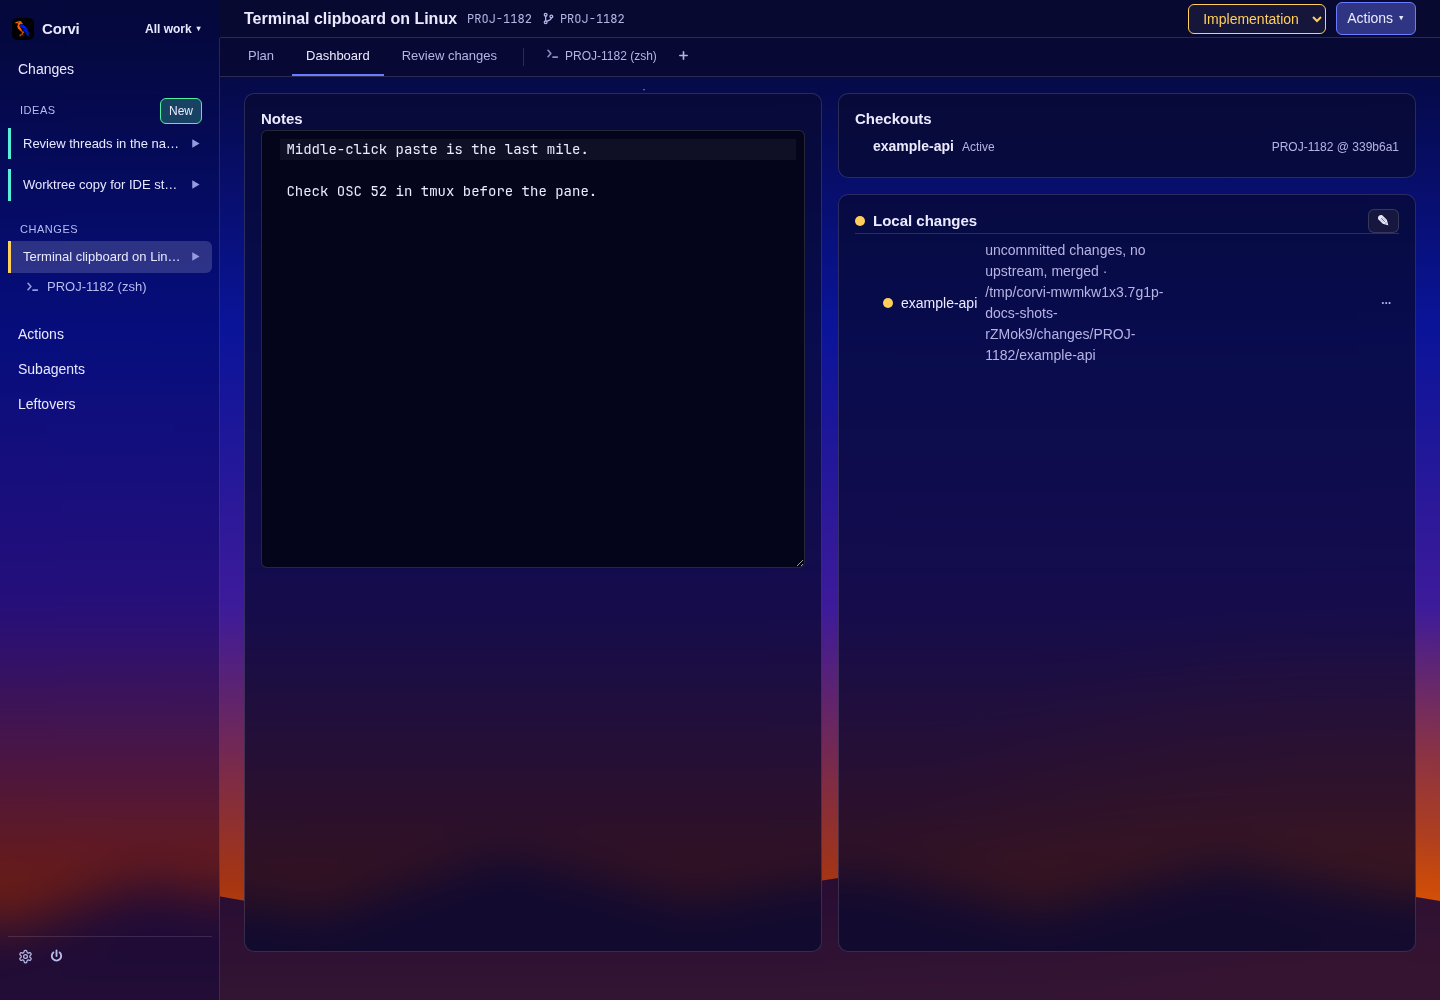 Corvi
All work ▾
Changes
IDEAS
New
Review threads in the na…
Worktree copy for IDE st…
CHANGES
Terminal clipboard on Lin…
PROJ-1182 (zsh)
Actions
Subagents
Leftovers
Terminal clipboard on Linux PROJ-1182 PROJ-1182
Implementation
Actions ▾
Plan
Dashboard
Review changes
PROJ-1182 (zsh)
+
Notes
Middle-click paste is the last mile.
Check OSC 52 in tmux before the pane.
Checkouts
example-api Active PROJ-1182 @ 339b6a1
Local changes
example-api
uncommitted changes, no
upstream, merged ·
/tmp/corvi-mwmkw1x3.7g1p-
docs-shots-
rZMok9/changes/PROJ-
1182/example-api